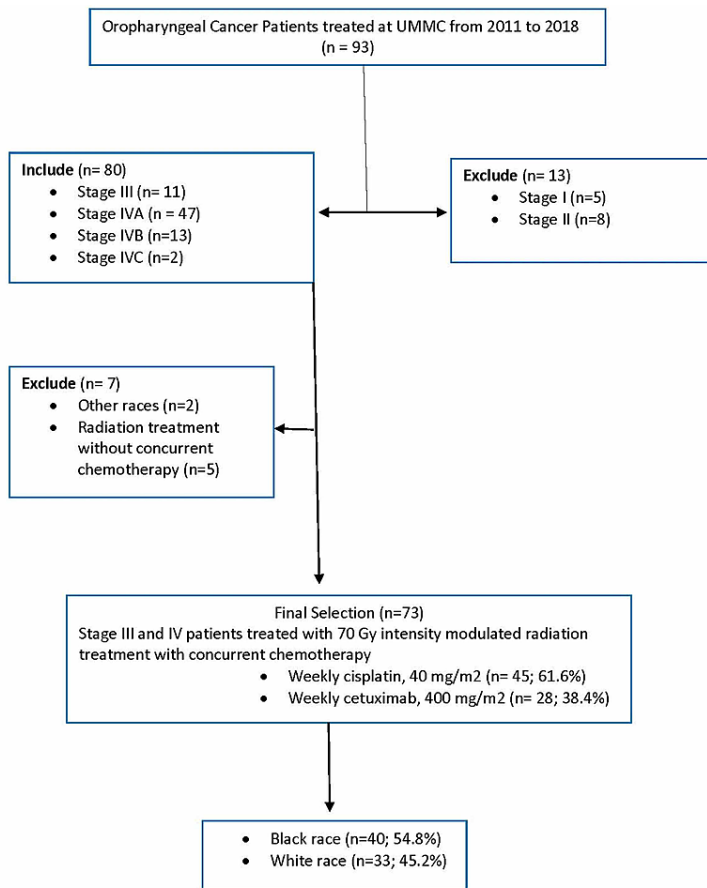 Oropharyngeal Cancer Patients treated at UMMC from 2011 to 2018
(n = 93)
Include (n= 80)
• Stage III (n= 11)
• Stage IVA (n = 47)
• Stage IVB (n=13)
• Stage IVC (n=2)
Exclude (n= 13)
• Stage I (n=5)
• Stage II (n=8)
Exclude (n= 7)
• Other races (n=2)
• Radiation treatment
without concurrent
chemotherapy (n=5)
Final Selection (n=73)
Stage III and IV patients treated with 70 Gy intensity modulated radiation
treatment with concurrent chemotherapy
• Weekly cisplatin, 40 mg/m2 (n= 45; 61.6%)
• Weekly cetuximab, 400 mg/m2 (n= 28; 38.4%)
• Black race (n=40; 54.8%)
• White race (n=33; 45.2%)